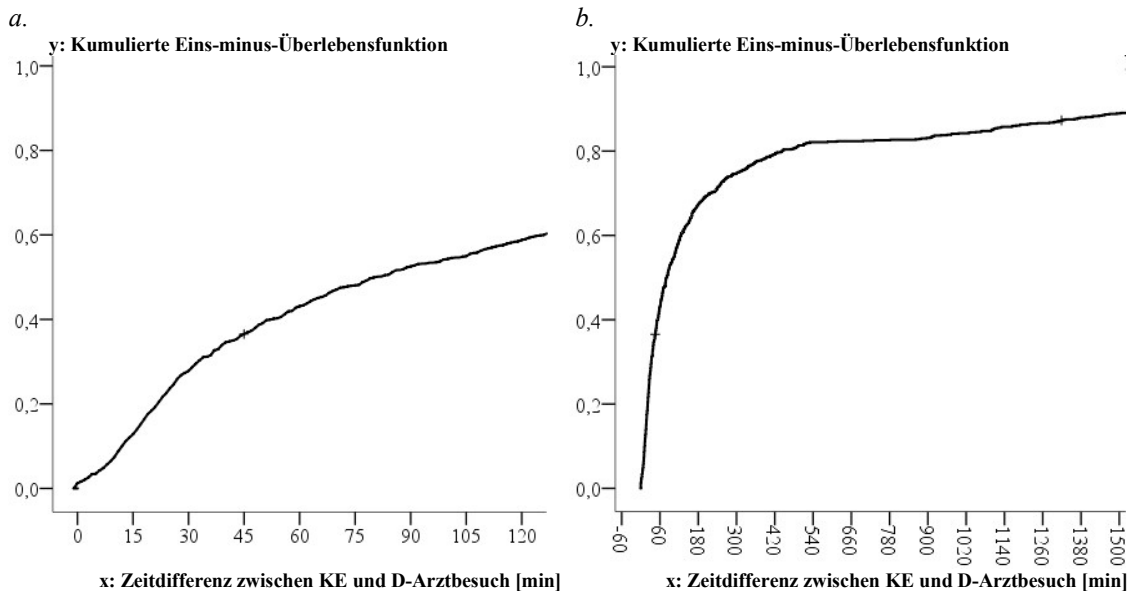 a.
y: Kumulierte Eins-minus-Überlebensfunktion
1,0
0,8
0,6
0,4
0,2
0,0
0 15 30 45 60 75 90 105 120
x: Zeitdifferenz zwischen KE und D-Arztbesuch [min]
b.
y: Kumulierte Eins-minus-Überlebensfunktion
1,0
0,8
0,6
0,4
0,2
0,0
-60 60 180 300 420 540 660 780 900 1020 1140 1260 1380 1500
x: Zeitdifferenz zwischen KE und D-Arztbesuch [min]